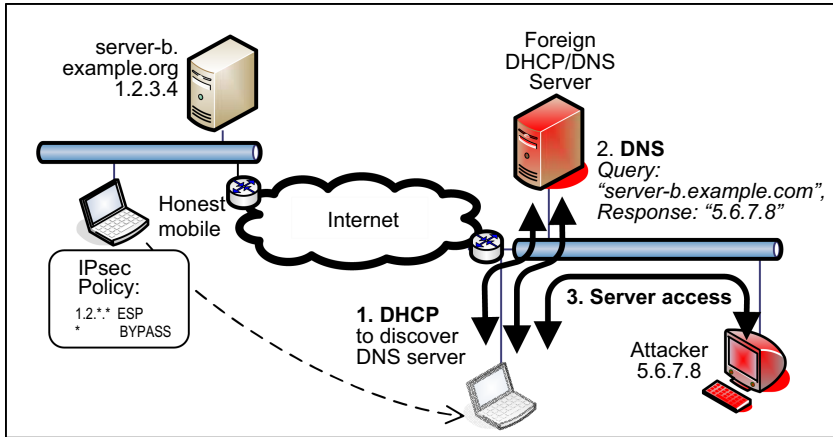 server-b.
example.org
1.2.3.4
Foreign
DHCP/DNS
Server
2. DNS
Query:
“server-b.example.com”,
Response: “5.6.7.8”
Honest
mobile
Internet
IPsec
Policy:
1.2.*.* ESP
* BYPASS
1. DHCP
to discover
DNS server
3. Server access
Attacker
5.6.7.8